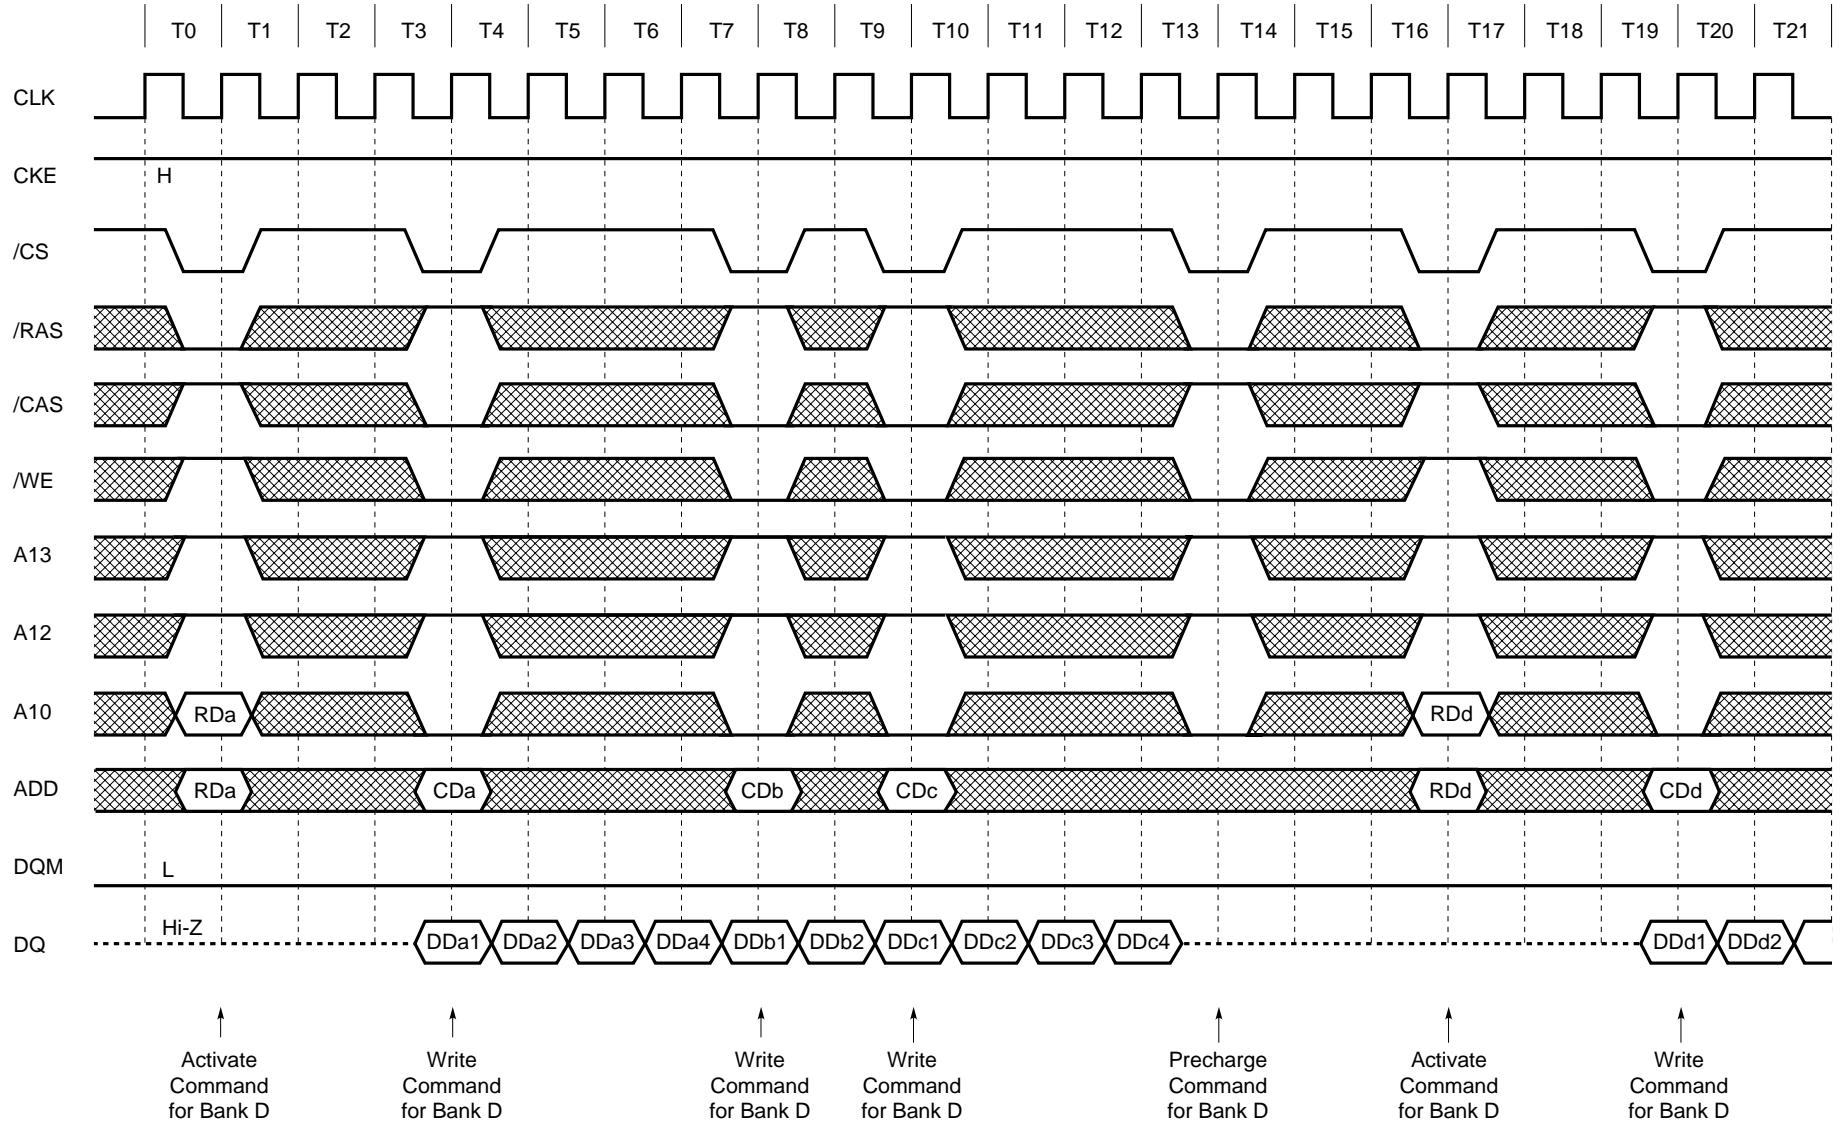 T0 T1 T2 T3 T4 T5 T6 T7 T8 T9 T10 T11 T12 T13 T14 T15 T16 T17 T18 T19 T20 T21
CLK
CKE H
/CS
/RAS
/CAS
/WE
A13
A12
A10 RDa RDd
ADD RDa CDa CDb CDc RDd CDd
DQM L
DQ Hi-Z DDa1 DDa2 DDa3 DDa4 DDb1 DDb2 DDc1 DDc2 DDc3 DDc4 DDd1 DDd2
Activate
Command
for Bank D
Write
Command
for Bank D
Write
Command
for Bank D
Write
Command
for Bank D
Precharge
Command
for Bank D
Activate
Command
for Bank D
Write
Command
for Bank D